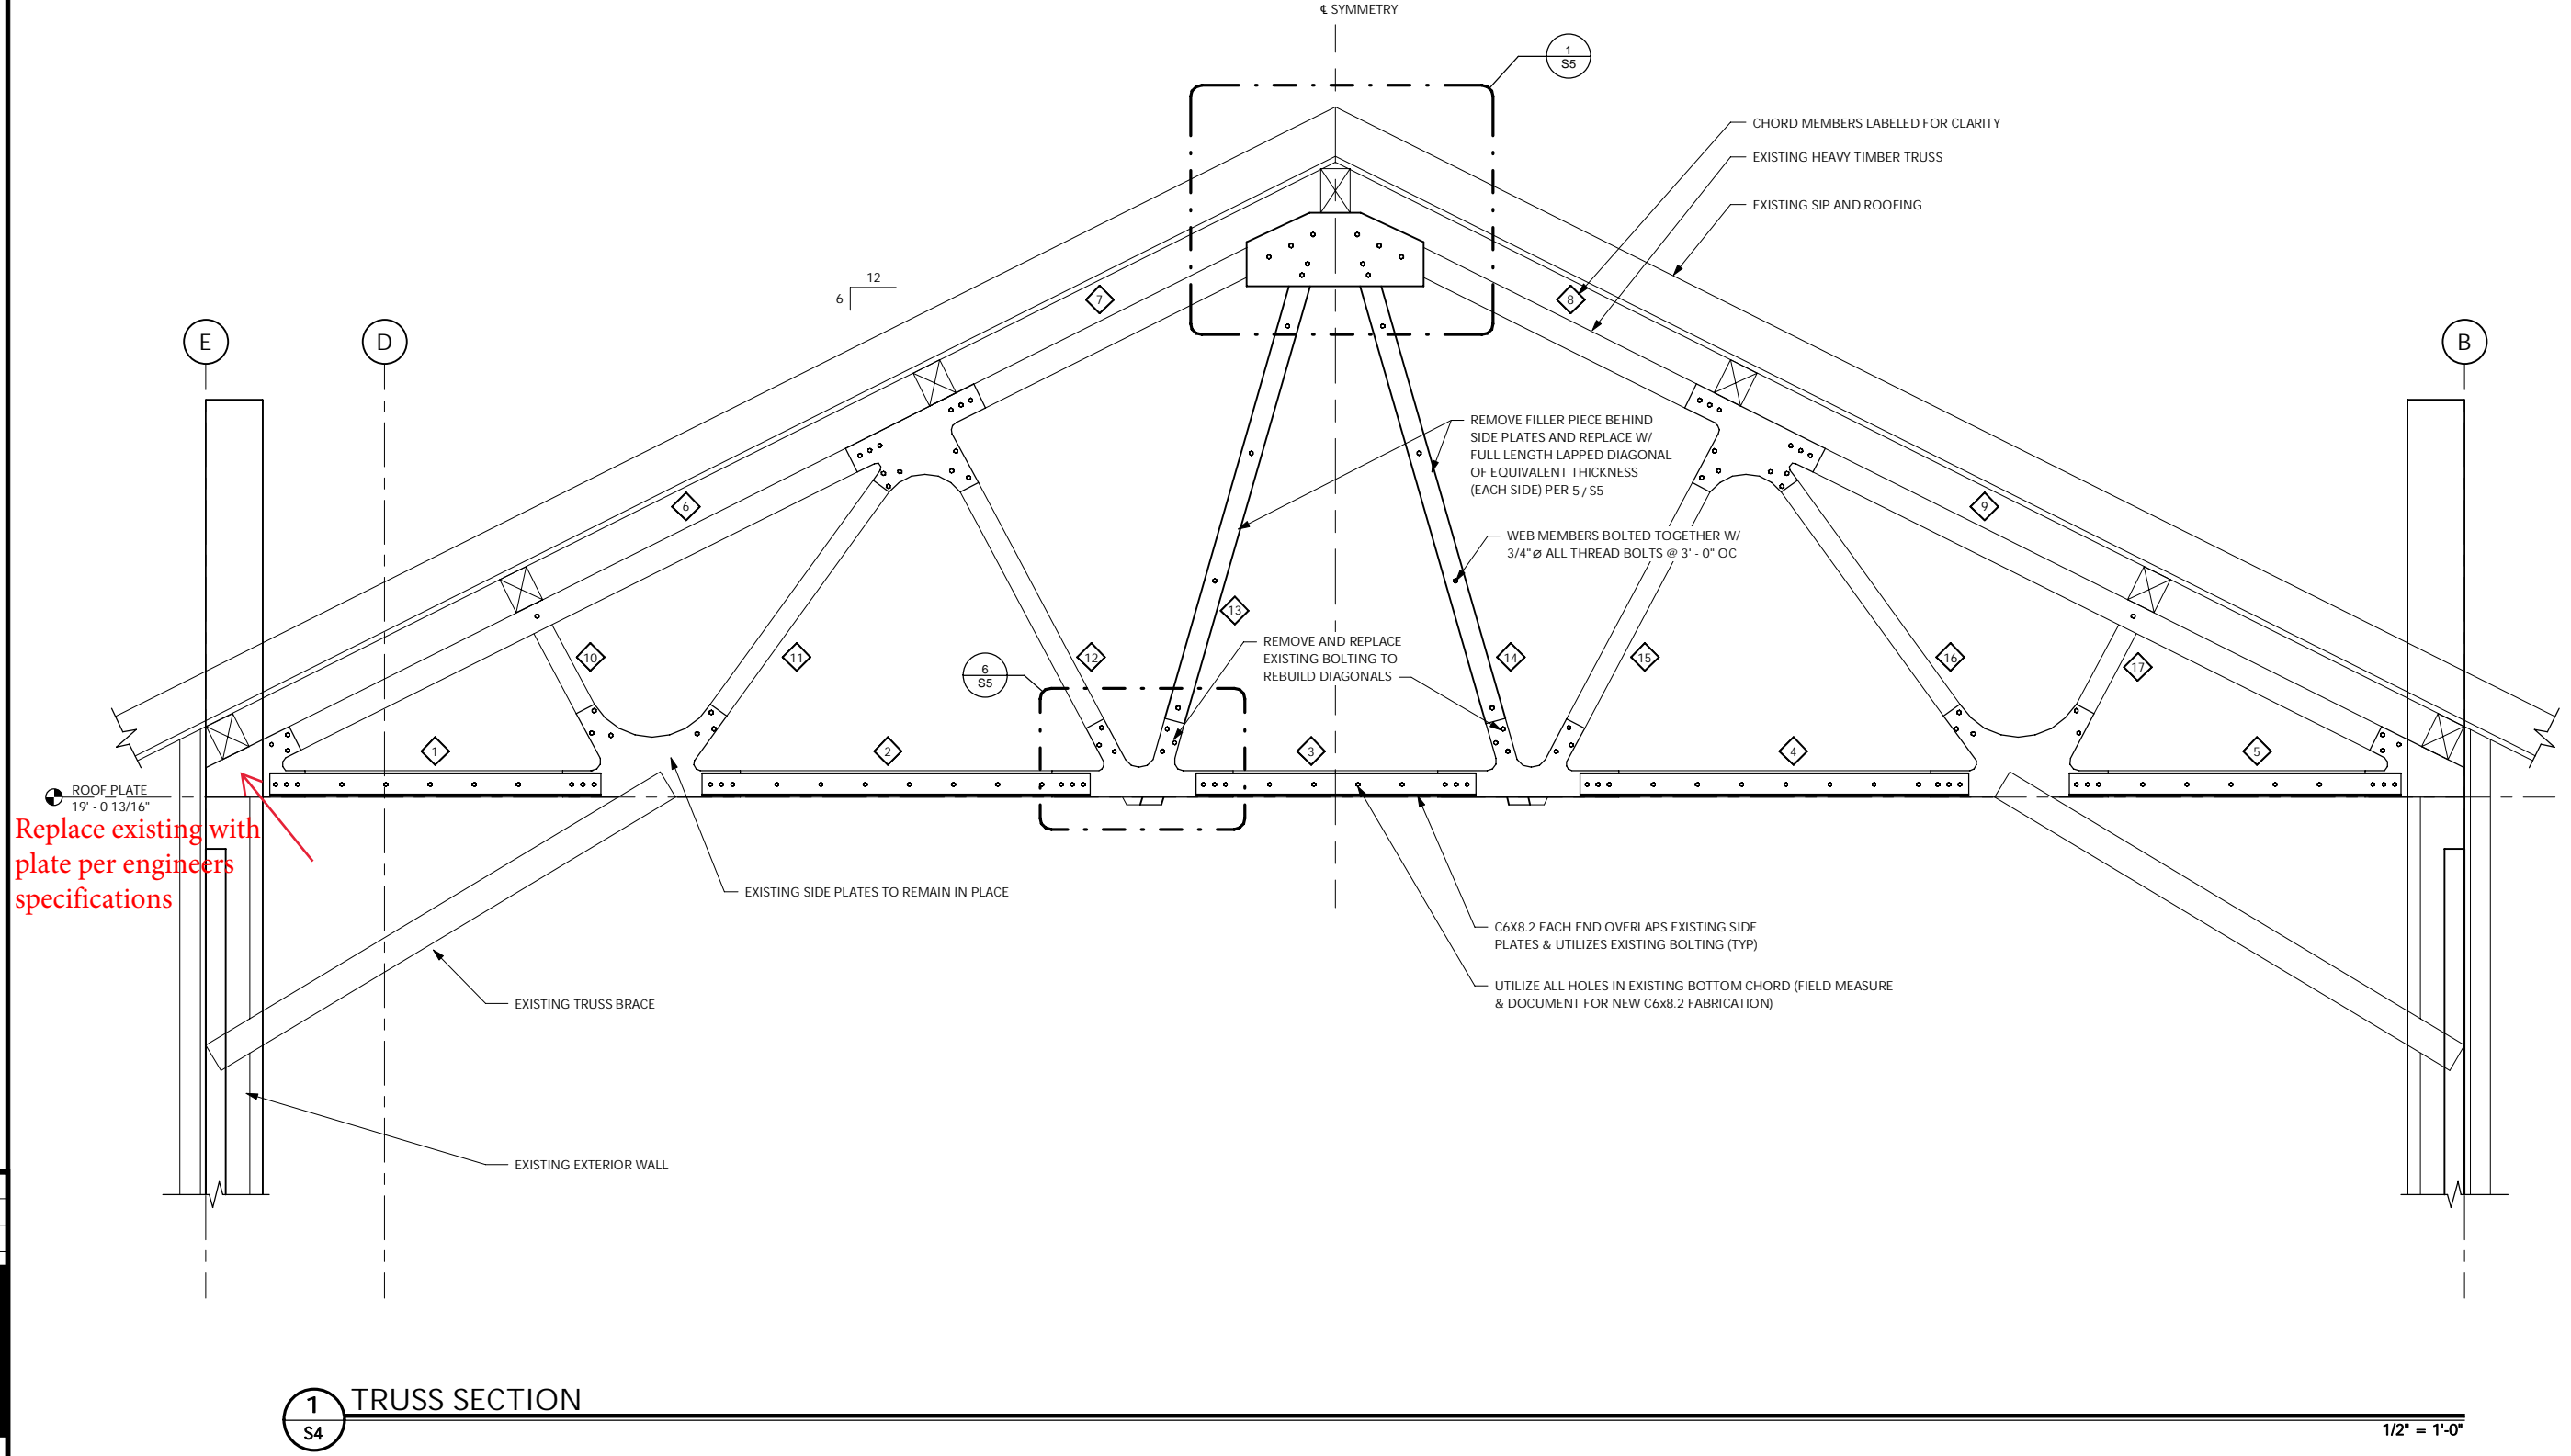 ℄ SYMMETRY
1
S5
CHORD MEMBERS LABELED FOR CLARITY
EXISTING HEAVY TIMBER TRUSS
EXISTING SIP AND ROOFING
12
6
7
8
E
D
B
REMOVE FILLER PIECE BEHIND
SIDE PLATES AND REPLACE W/
FULL LENGTH LAPPED DIAGONAL
OF EQUIVALENT THICKNESS
(EACH SIDE) PER 5 / S5
6
9
WEB MEMBERS BOLTED TOGETHER W/
3/4"ø ALL THREAD BOLTS @ 3' - 0" OC
13
REMOVE AND REPLACE
EXISTING BOLTING TO
REBUILD DIAGONALS
10
11
12
14
15
16
17
6
S5
1
2
3
4
5
ROOF PLATE
19' - 0 13/16"
Replace existing with
plate per engineers
specifications
EXISTING SIDE PLATES TO REMAIN IN PLACE
C6X8.2 EACH END OVERLAPS EXISTING SIDE
PLATES & UTILIZES EXISTING BOLTING (TYP)
UTILIZE ALL HOLES IN EXISTING BOTTOM CHORD (FIELD MEASURE
& DOCUMENT FOR NEW C6x8.2 FABRICATION)
EXISTING TRUSS BRACE
EXISTING EXTERIOR WALL
1
S4
TRUSS SECTION
1/2" = 1'-0"